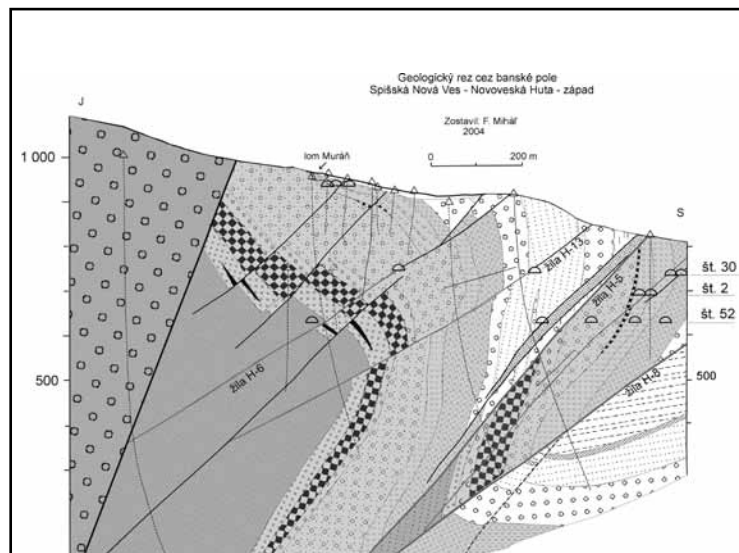 Geologický rez cez banské pole
Spišská Nová Ves - Novoveská Huta - západ
J
Zostavil: F. Miháľ
2004
lom Muráň
0 200 m
1 000
S
žila H-13
žila H-5
št. 30
št. 2
št. 52
žila H-6
žila H-8
500
500